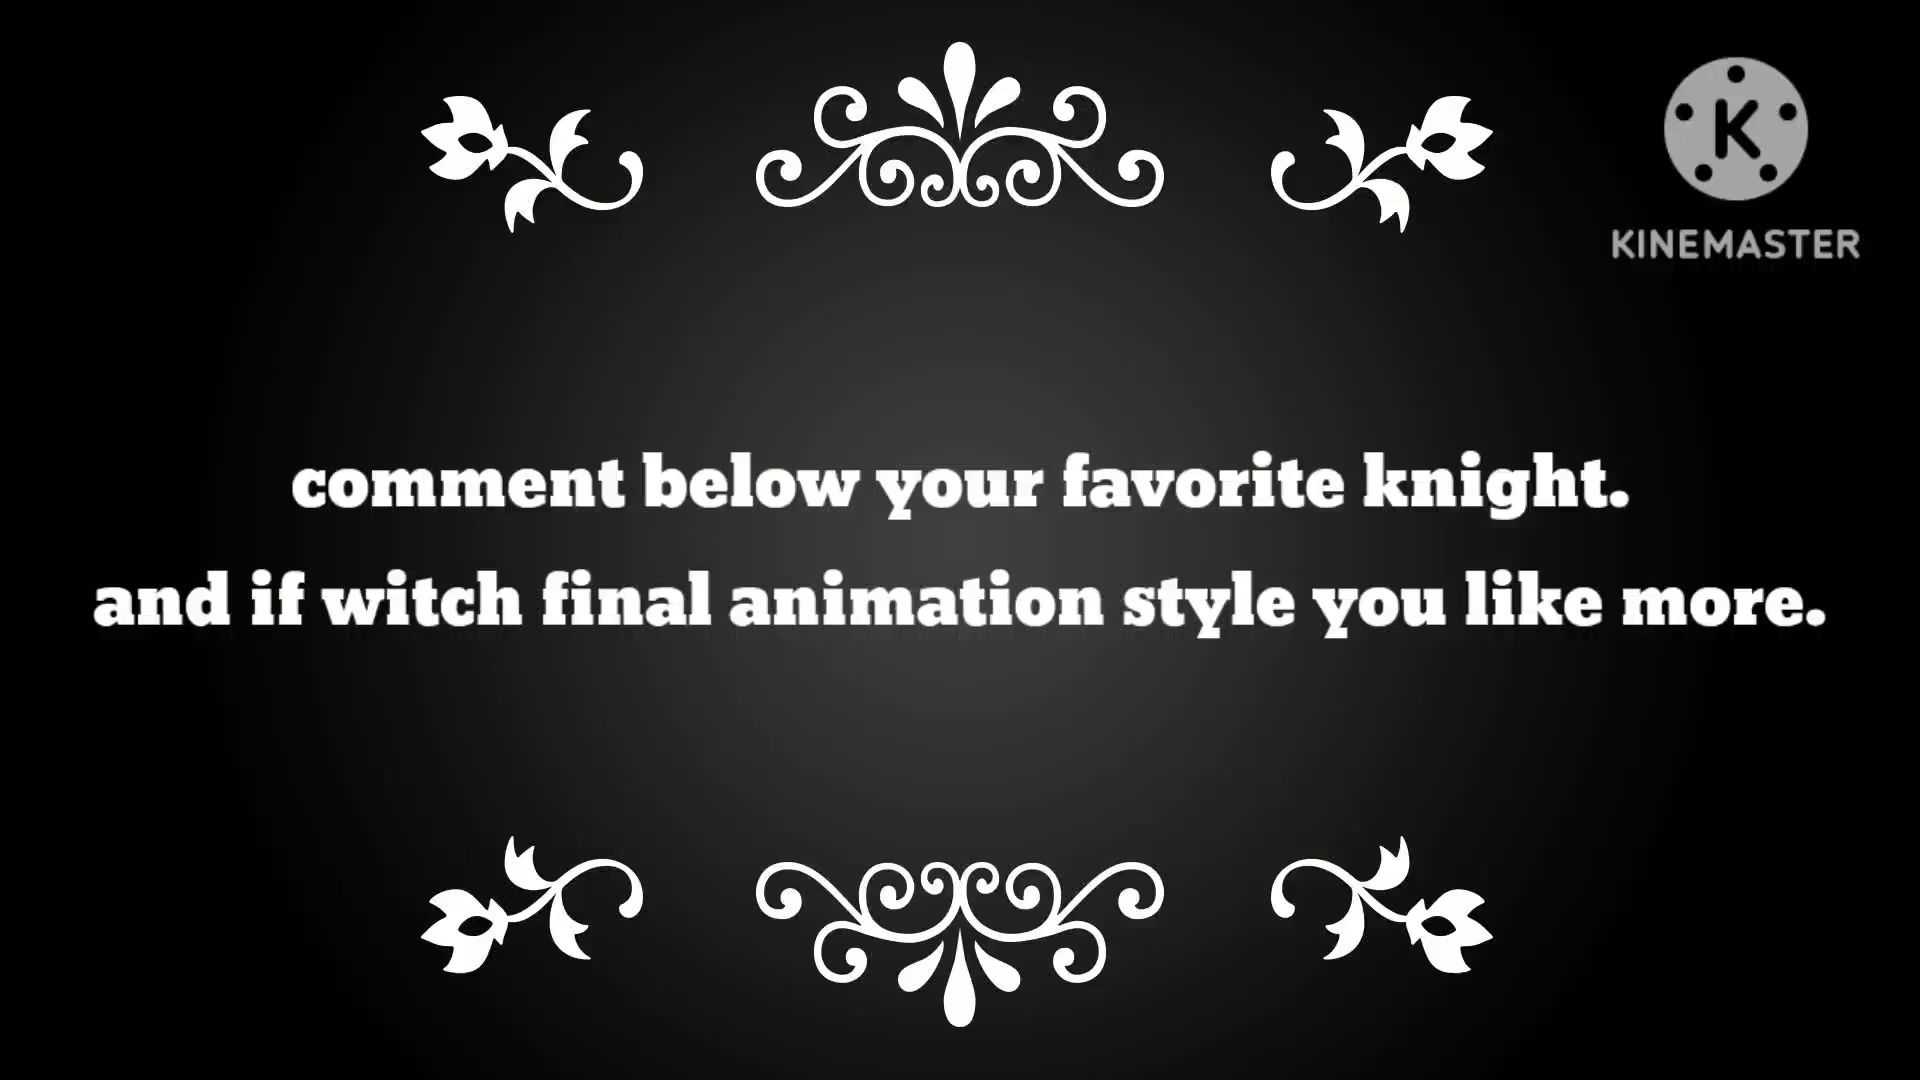 K
KINEMASTER
comment below your favorite knight.
and if witch final animation style you like more.